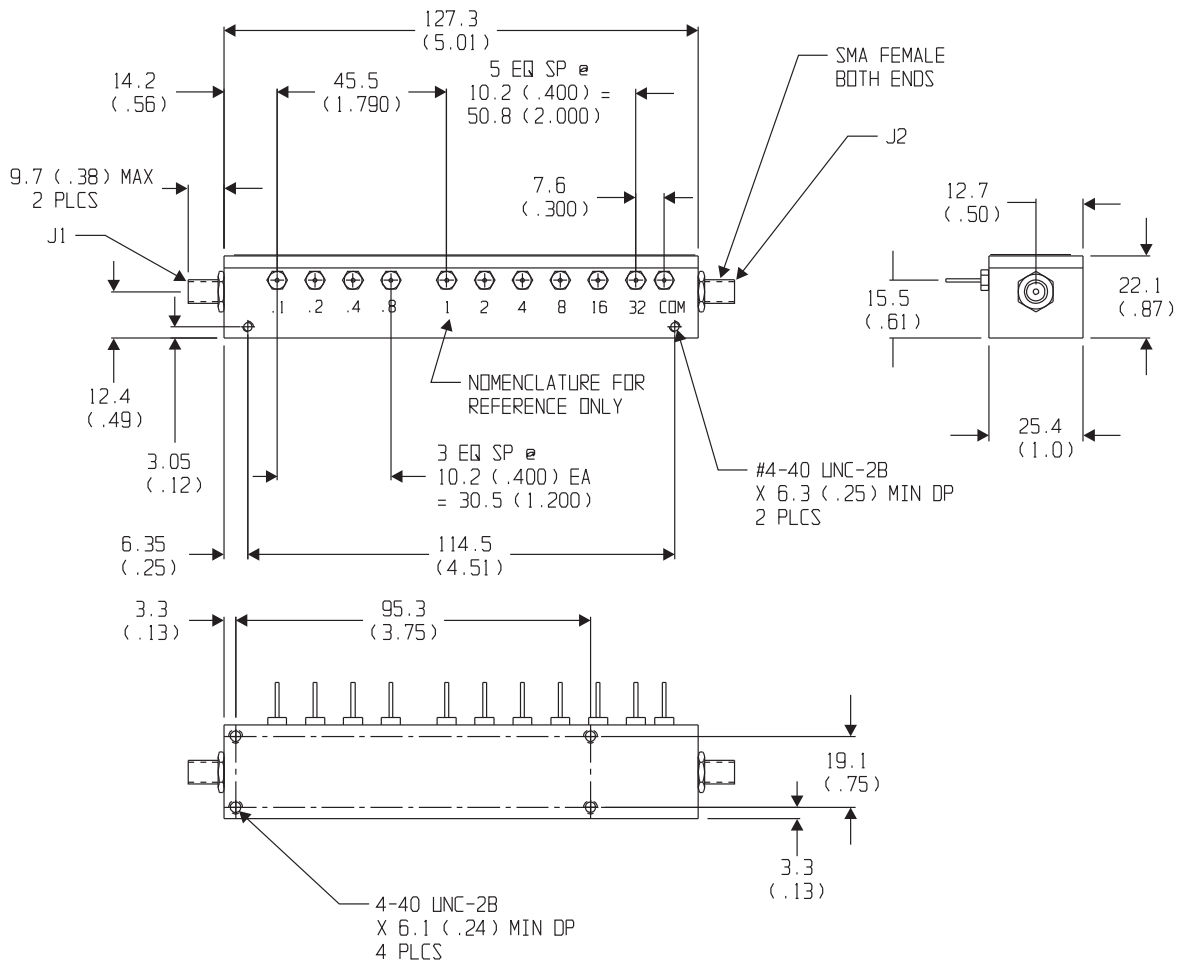 127.3
(5.01)
SMA FEMALE
BOTH ENDS
14.2
(.56)
45.5
(1.790)
5 EQ SP @
10.2 (.400) =
50.8 (2.000)
J2
9.7 (.38) MAX
2 PLCS
7.6
(.300)
12.7
(.50)
J1
.1 .2 .4 .8 1 2 4 8 16 32 COM
15.5
(.61)
22.1
(.87)
12.4
(.49)
NOMENCLATURE FOR
REFERENCE ONLY
25.4
(1.0)
3.05
(.12)
3 EQ SP @
10.2 (.400) EA
= 30.5 (1.200)
#4-40 UNC-2B
X 6.3 (.25) MIN DP
2 PLCS
6.35
(.25)
114.5
(4.51)
3.3
(.13)
95.3
(3.75)
19.1
(.75)
3.3
(.13)
4-40 UNC-2B
X 6.1 (.24) MIN DP
4 PLCS